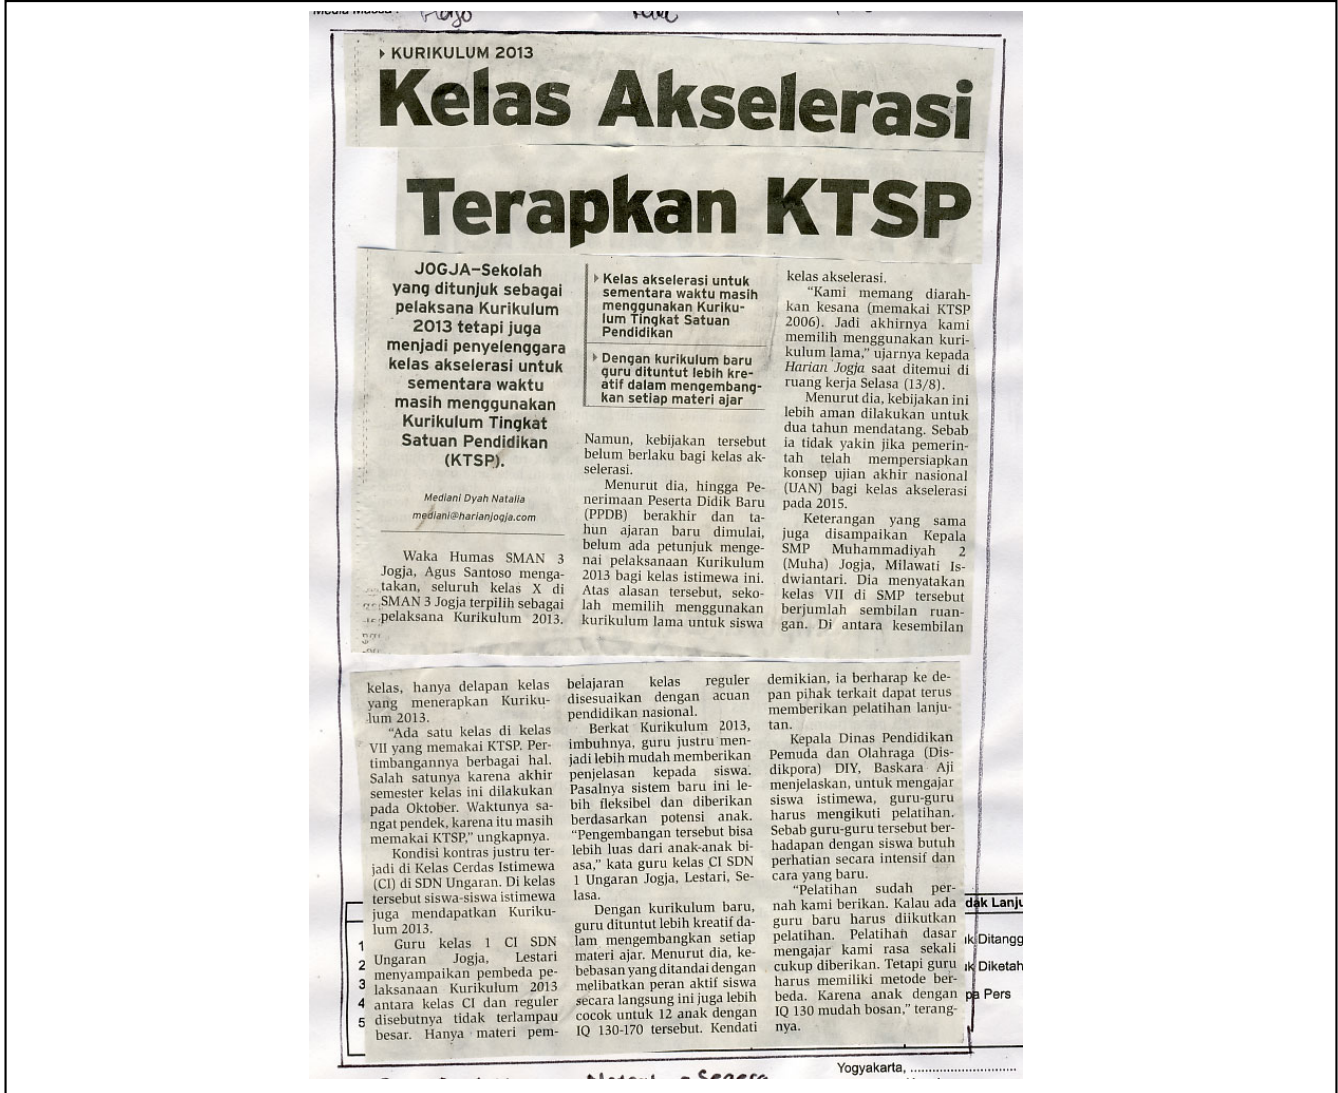 Media Massa :
KURIKULUM 2013
Kelas Akselerasi
Terapkan KTSP
JOGJA—Sekolah
yang ditunjuk sebagai
pelaksana Kurikulum
2013 tetapi juga
menjadi penyelenggara
kelas akselerasi untuk
sementara waktu
masih menggunakan
Kurikulum Tingkat
Satuan Pendidikan
(KTSP).
Mediani Dyah Natalia
mediani@harianjogja.com
Waka Humas SMAN 3
Jogja, Agus Santoso menga-
takan, seluruh kelas X di
SMAN 3 Jogja terpilih sebagai
pelaksana Kurikulum 2013.
Kelas akselerasi untuk
sementara waktu masih
menggunakan Kuriku-
lum Tingkat Satuan
Pendidikan
Dengan kurikulum baru
guru dituntut lebih kre-
atif dalam mengembang-
kan setiap materi ajar
Namun, kebijakan tersebut
belum berlaku bagi kelas ak-
selerasi.
Menurut dia, hingga Pe-
nerimaan Peserta Didik Baru
(PPDB) berakhir dan ta-
hun ajaran baru dimulai,
belum ada petunjuk menge-
nai pelaksanaan Kurikulum
2013 bagi kelas istimewa ini.
Atas alasan tersebut, seko-
lah memilih menggunakan
kurikulum lama untuk siswa
kelas akselerasi.
"Kami memang diarah-
kan kesana (memakai KTSP
2006). Jadi akhirnya kami
memilih menggunakan kuri-
kulum lama," ujarnya kepada
Harian Jogja saat ditemui di
ruang kerja Selasa (13/8).
Menurut dia, kebijakan ini
lebih aman dilakukan untuk
dua tahun mendatang. Sebab
ia tidak yakin jika pemerin-
tah telah mempersiapkan
konsep ujian akhir nasional
(UAN) bagi kelas akselerasi
pada 2015.
Keterangan yang sama
juga disampaikan Kepala
SMP Muhammadiyah 2
(Muha) Jogja, Milawati Is-
dwiantari. Dia menyatakan
kelas VII di SMP tersebut
berjumlah sembilan ruan-
gan. Di antara kesembilan
kelas, hanya delapan kelas
yang menerapkan Kuriku-
lum 2013.
"Ada satu kelas di kelas
VII yang memakai KTSP. Per-
timbangannya berbagai hal.
Salah satunya karena akhir
semester kelas ini dilakukan
pada Oktober. Waktunya sa-
ngat pendek, karena itu masih
memakai KTSP," ungkapnya.
Kondisi kontras justru ter-
jadi di Kelas Cerdas Istimewa
(CI) di SDN Ungaran. Di kelas
tersebut siswa-siswa istimewa
juga mendapatkan Kuriku-
lum 2013.
Guru kelas 1 CI SDN
Ungaran Jogja, Lestari
menyampaikan pembeda pe-
laksanaan Kurikulum 2013
antara kelas CI dan reguler
disebutnya tidak terlampau
besar. Hanya materi pem-
belajaran kelas reguler
disesuaikan dengan acuan
pendidikan nasional.
Berkat Kurikulum 2013,
imbuhnya, guru justru men-
jadi lebih mudah memberikan
penjelasan kepada siswa.
Pasalnya sistem baru ini le-
bih fleksibel dan diberikan
berdasarkan potensi anak.
"Pengembangan tersebut bisa
lebih luas dari anak-anak bi-
asa," kata guru kelas CI SDN
1 Ungaran Jogja, Lestari, Se-
lasa.
Dengan kurikulum baru,
guru dituntut lebih kreatif da-
lam mengembangkan setiap
materi ajar. Menurut dia, ke-
bebasan yang ditandai dengan
melibatkan peran aktif siswa
secara langsung ini juga lebih
cocok untuk 12 anak dengan
IQ 130-170 tersebut. Kendati
demikian, ia berharap ke de-
pan pihak terkait dapat terus
memberikan pelatihan lanju-
tan.
Kepala Dinas Pendidikan
Pemuda dan Olahraga (Dis-
dikpora) DIY, Baskara Aji
menjelaskan, untuk mengajar
siswa istimewa, guru-guru
harus mengikuti pelatihan.
Sebab guru-guru tersebut ber-
hadapan dengan siswa butuh
perhatian secara intensif dan
cara yang baru.
"Pelatihan sudah per-
nah kami berikan. Kalau ada
guru baru harus diikutkan
pelatihan. Pelatihan dasar
mengajar kami rasa sekali
cukup diberikan. Tetapi guru
harus memiliki metode ber-
beda. Karena anak dengan
IQ 130 mudah bosan," terang-
nya.
1
2
3
4
5
dak Lanju
uk Ditangg
uk Diketah
pa Pers
Yogyakarta, ..............................